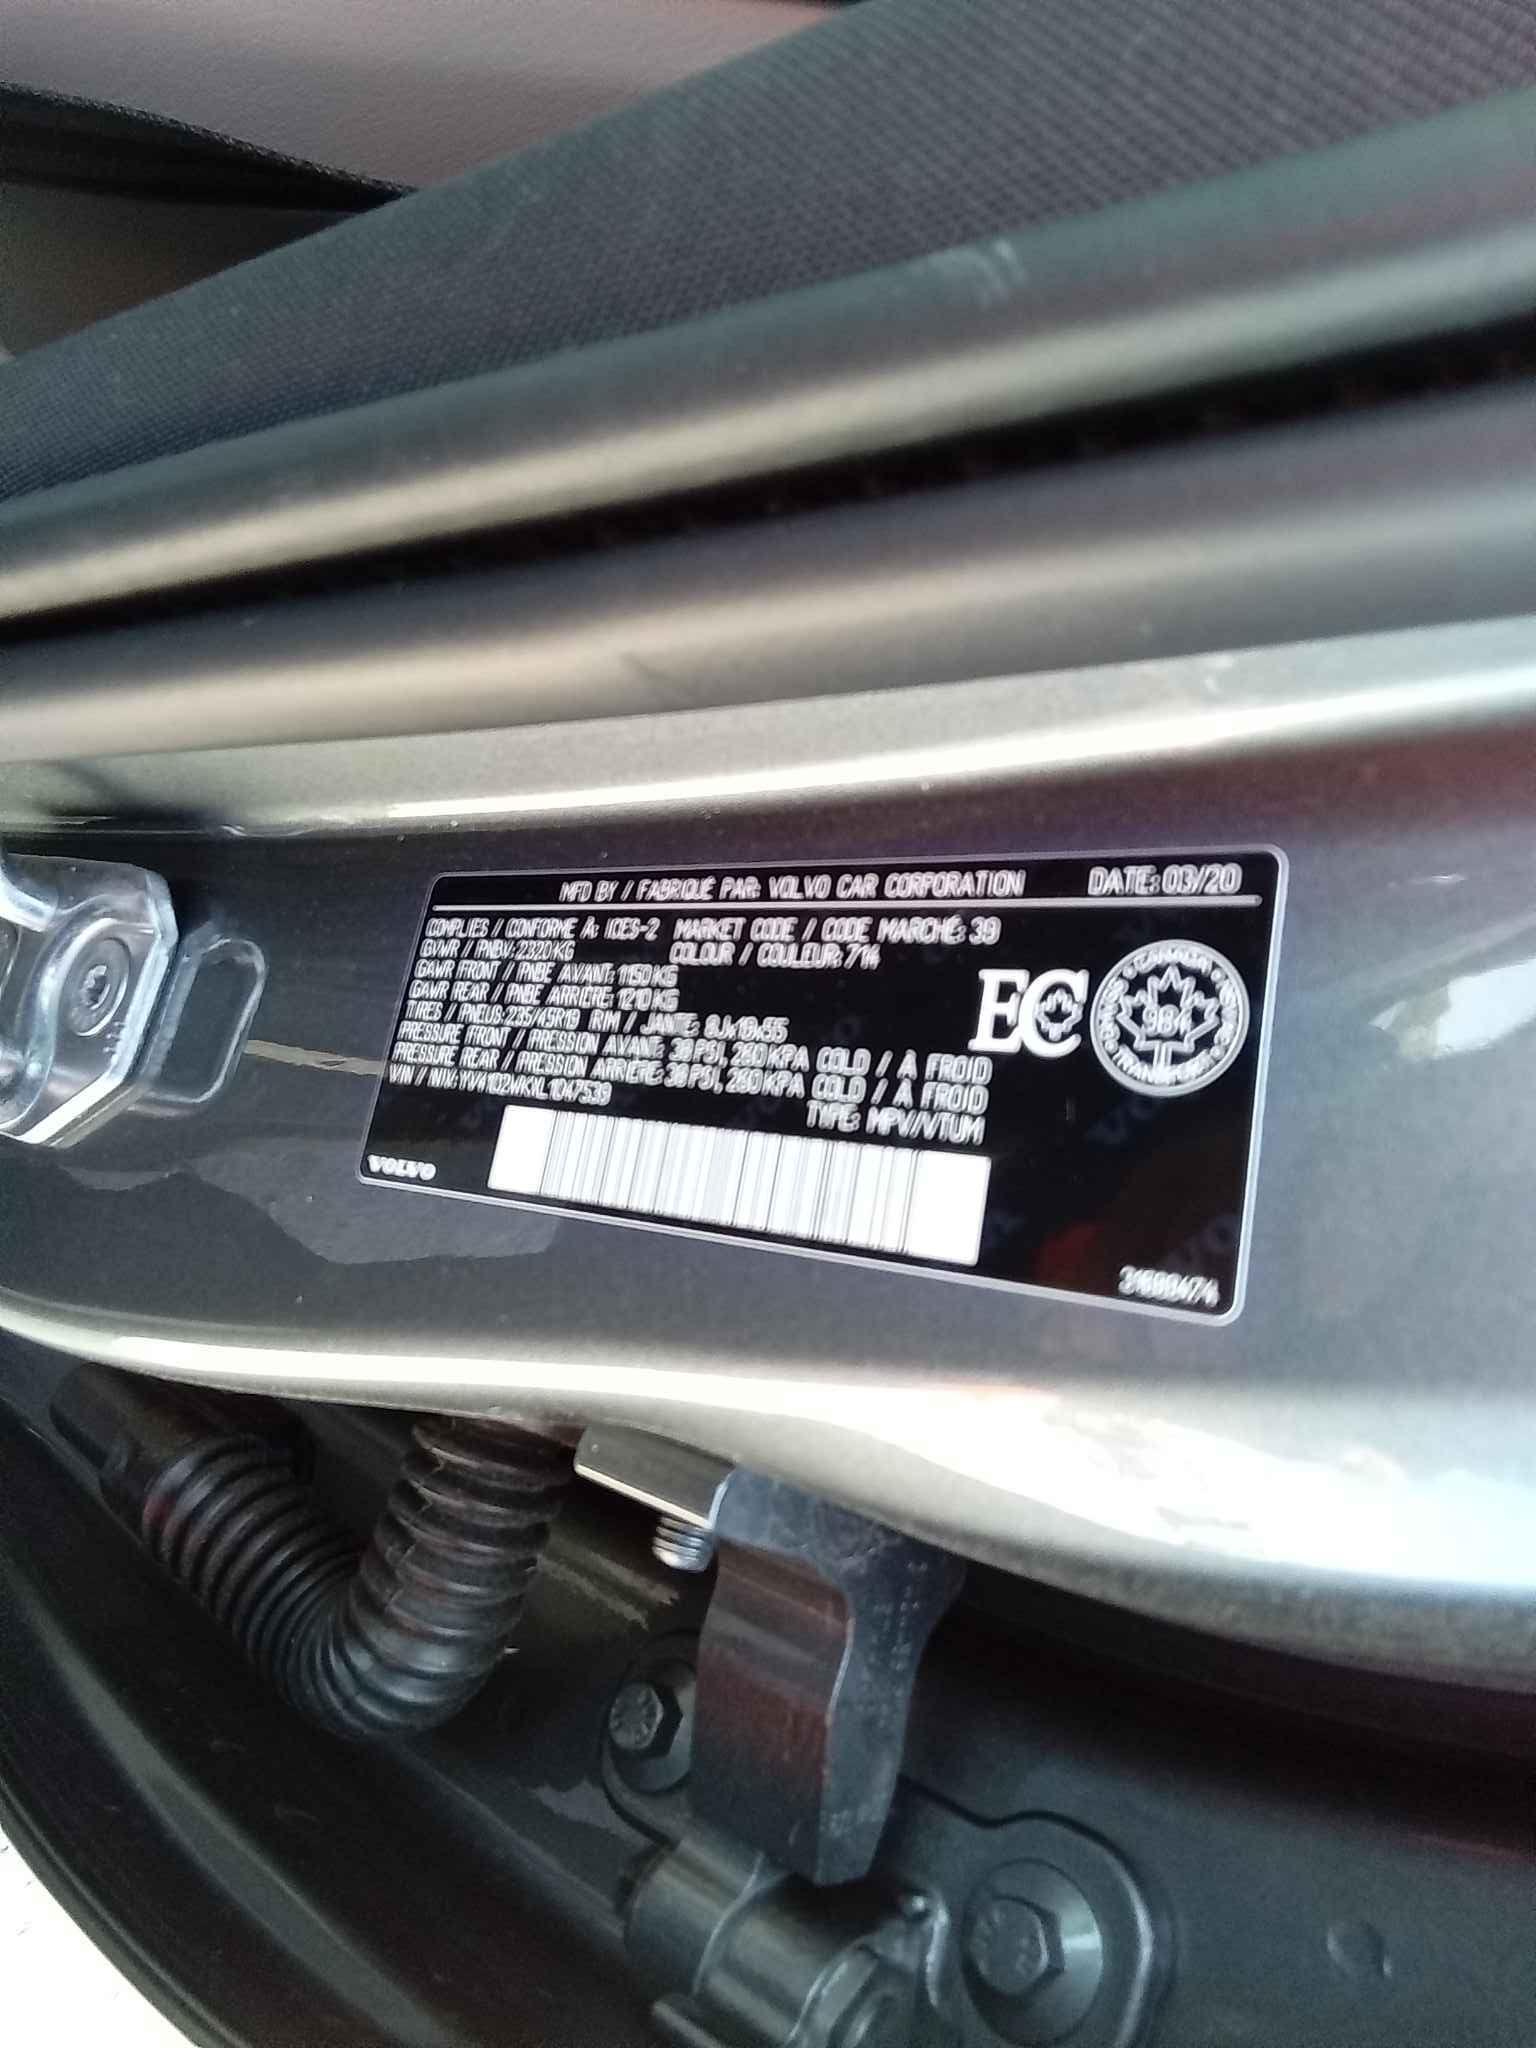 MFD BY / FABRIQUÉ PAR: VOLVO CAR CORPORATION DATE: 03/20
COMPLIES / CONFORME À: ICES-2 MARKET CODE / CODE MARCHÉ: 39
GVWR / PNBV: 2320 KG COLOUR / COULEUR: 714
GAWR FRONT / PNBE AVANT: 1150 KG
GAWR REAR / PNBE ARRIÈRE: 1210 KG
TIRES / PNEUS: 235/45R19 RIM / JANTE: 8Jx19x55
PRESSURE FRONT / PRESSION AVANT: 38 PSI, 260 KPA COLD / A FROID
PRESSURE REAR / PRESSION ARRIÈRE: 38 PSI, 260 KPA COLD / A FROID
VIN / NIV:
TYPE: MPV//VTUM
EC
CANADA
984
TRANSPORT
VOLVO